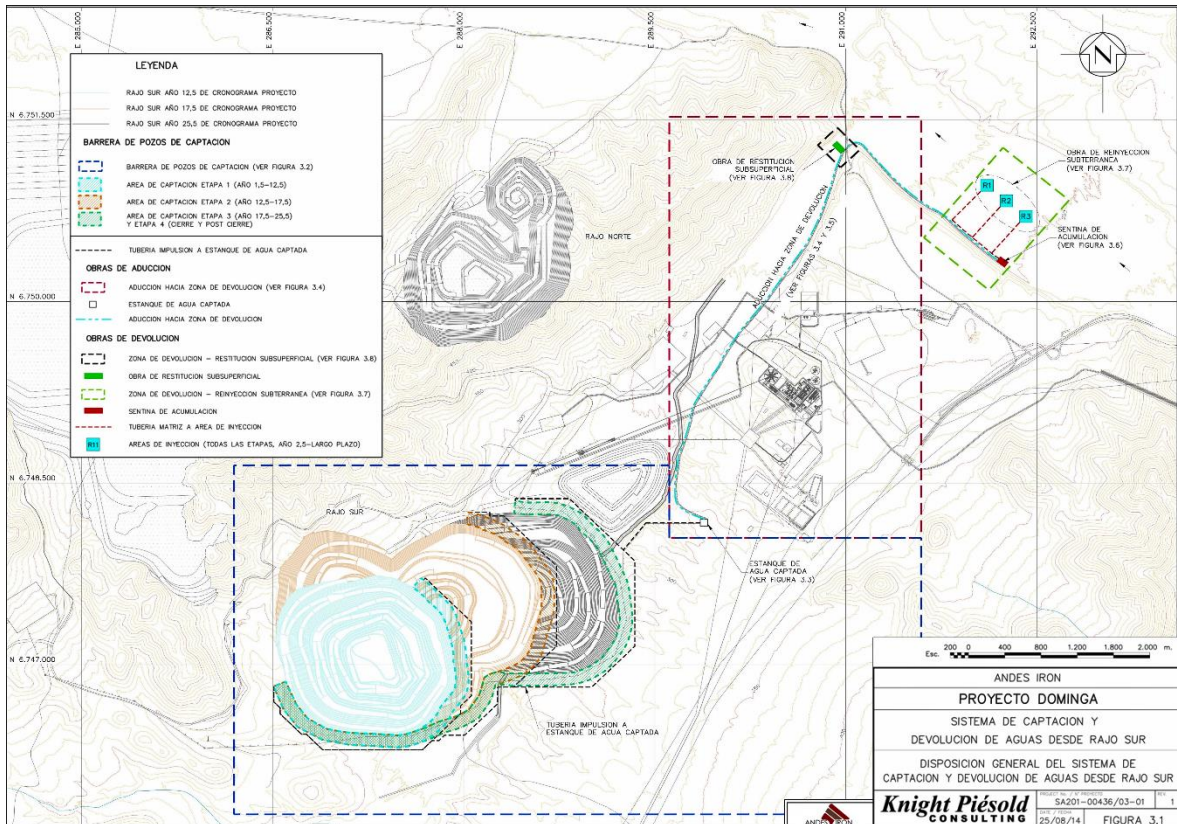 E 285.000
E 286.500
E 288.000
E 289.500
E 291.000
E 292.500
N 6.751.500
N 6.750.000
N 6.748.500
N 6.747.000
N
LEYENDA
RAJO SUR AÑO 12,5 DE CRONOGRAMA PROYECTO
RAJO SUR AÑO 17,5 DE CRONOGRAMA PROYECTO
RAJO SUR AÑO 25,5 DE CRONOGRAMA PROYECTO
BARRERA DE POZOS DE CAPTACION
BARRERA DE POZOS DE CAPTACION (VER FIGURA 3.2)
AREA DE CAPTACION ETAPA 1 (AÑO 1,5-12,5)
AREA DE CAPTACION ETAPA 2 (AÑO 12,5-17,5)
AREA DE CAPTACION ETAPA 3 (AÑO 17,5-25,5)
Y ETAPA 4 (CIERRE Y POST CIERRE)
TUBERIA IMPULSION A ESTANQUE DE AGUA CAPTADA
OBRAS DE ADUCCION
ADUCCION HACIA ZONA DE DEVOLUCION (VER FIGURA 3.4)
ESTANQUE DE AGUA CAPTADA
ADUCCION HACIA ZONA DE DEVOLUCION
OBRAS DE DEVOLUCION
ZONA DE DEVOLUCION - RESTITUCION SUBSUPERFICIAL (VER FIGURA 3.8)
OBRA DE RESTITUCION SUBSUPERFICIAL
ZONA DE DEVOLUCION - REINYECCION SUBTERRANEA (VER FIGURA 3.7)
SENTINA DE ACUMULACION
TUBERIA MATRIZ A AREA DE INYECCION
AREAS DE INYECCION (TODAS LAS ETAPAS, AÑO 2,5-LARGO PLAZO)
RAJO NORTE
OBRA DE RESTITUCION
SUBSUPERFICIAL
(VER FIGURA 3.8)
OBRA DE REINYECCION
SUBTERRANEA
(VER FIGURA 3.7)
R1
R2
R3
SENTINA DE
ACUMULACION
(VER FIGURA 3.6)
ADUCCION HACIA ZONA DE DEVOLUCION
(VER FIGURAS 3.4 Y 3.5)
RAJO SUR
ESTANQUE DE
AGUA CAPTADA
(VER FIGURA 3.3)
TUBERIA IMPULSION A
ESTANQUE DE AGUA CAPTADA
Esc. 200 0 400 800 1.200 1.600 2.000 m.
ANDES IRON
PROYECTO DOMINGA
SISTEMA DE CAPTACION Y
DEVOLUCION DE AGUAS DESDE RAJO SUR
DISPOSICION GENERAL DEL SISTEMA DE
CAPTACION Y DEVOLUCION DE AGUAS DESDE RAJO SUR
Knight Piésold
CONSULTING
PROJECT No. / N° PROYECTO
SA201-00436/03-01
REV.
1
DATE / FECHA
25/08/14
FIGURA 3.1
ANDES IRON